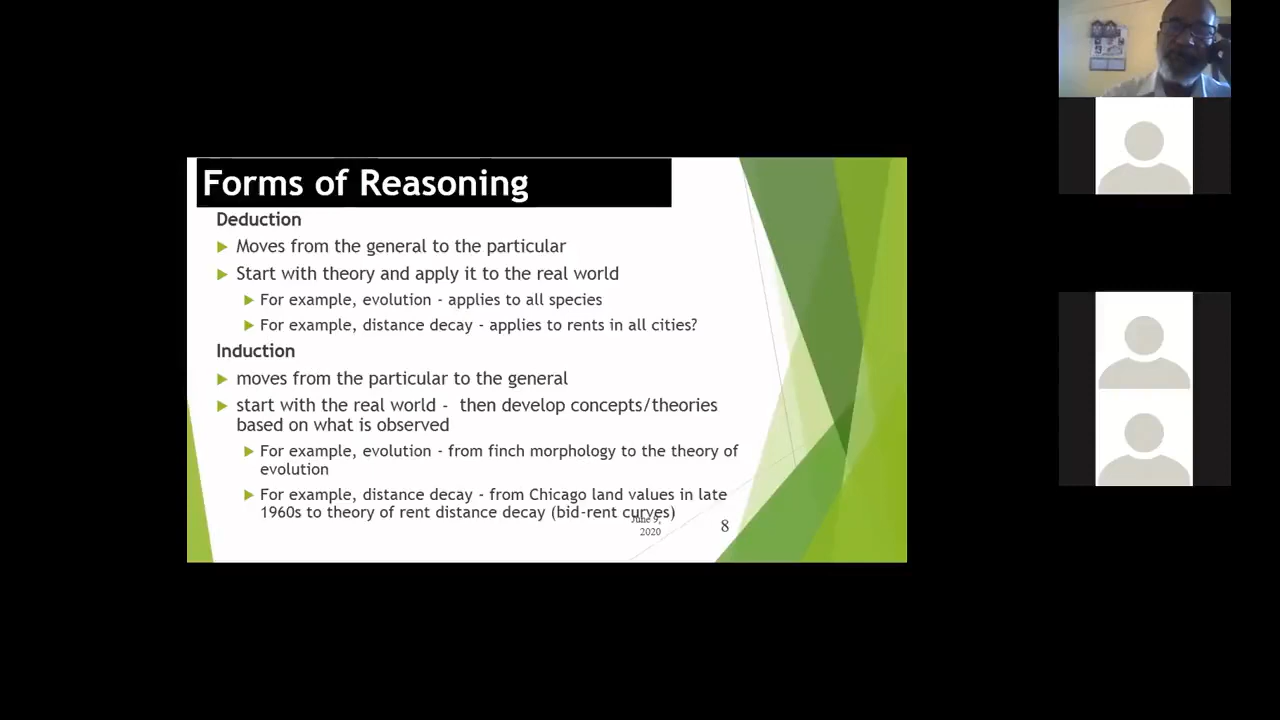 Forms of Reasoning
Deduction
Moves from the general to the particular
Start with theory and apply it to the real world
For example, evolution - applies to all species
For example, distance decay - applies to rents in all cities?
Induction
moves from the particular to the general
start with the real world -  then develop concepts/theories
based on what is observed
For example, evolution - from finch morphology to the theory of
evolution
For example, distance decay - from Chicago land values in late
1960s to theory of rent distance decay (bid-rent curves)
June 9,
2020
8